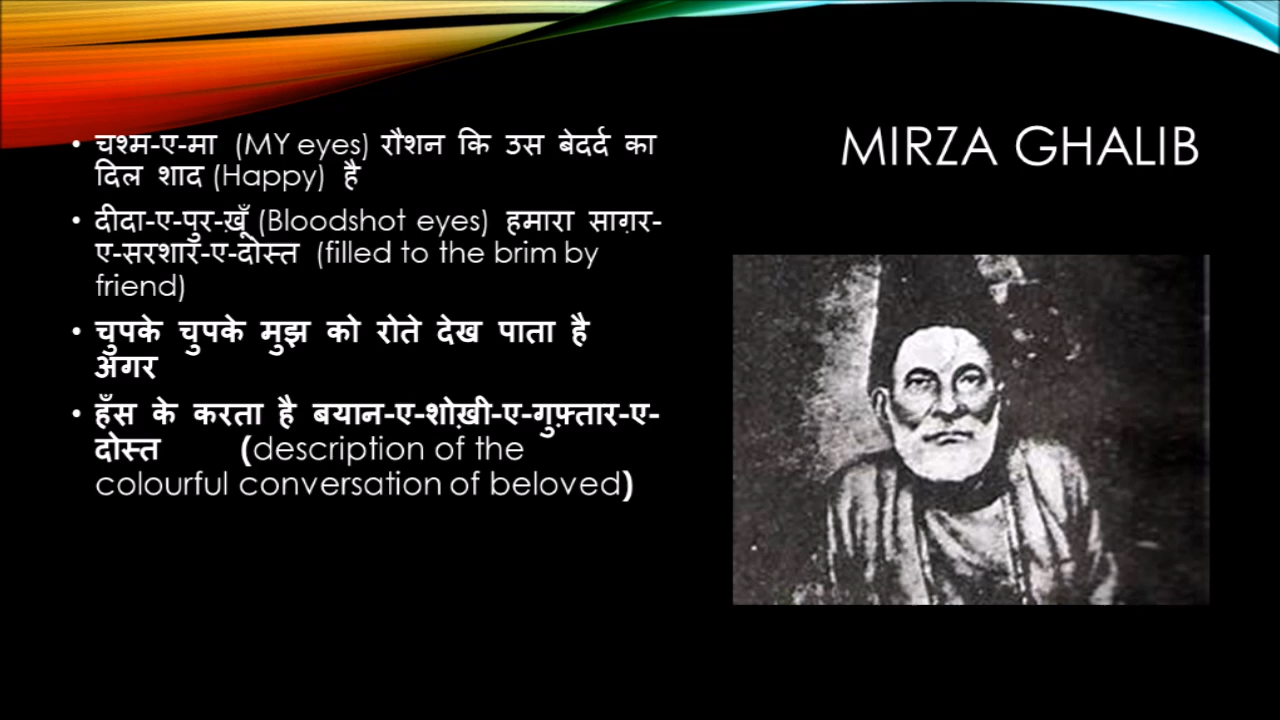 MIRZA GHALIB
• चश्म-ए-मा (MY eyes) रौशन कि उस बेदर्द का
दिल शाद (Happy) है
• दीदा-ए-पुर-ख़ूँ (Bloodshot eyes) हमारा साग़र-
ए-सरशार-ए-दोस्त (filled to the brim by
friend)
• चुपके चुपके मुझ को रोते देख पाता है
अगर
• हँस के करता है बयान-ए-शोख़ी-ए-गुफ़्तार-ए-
दोस्त (description of the
colourful conversation of beloved)